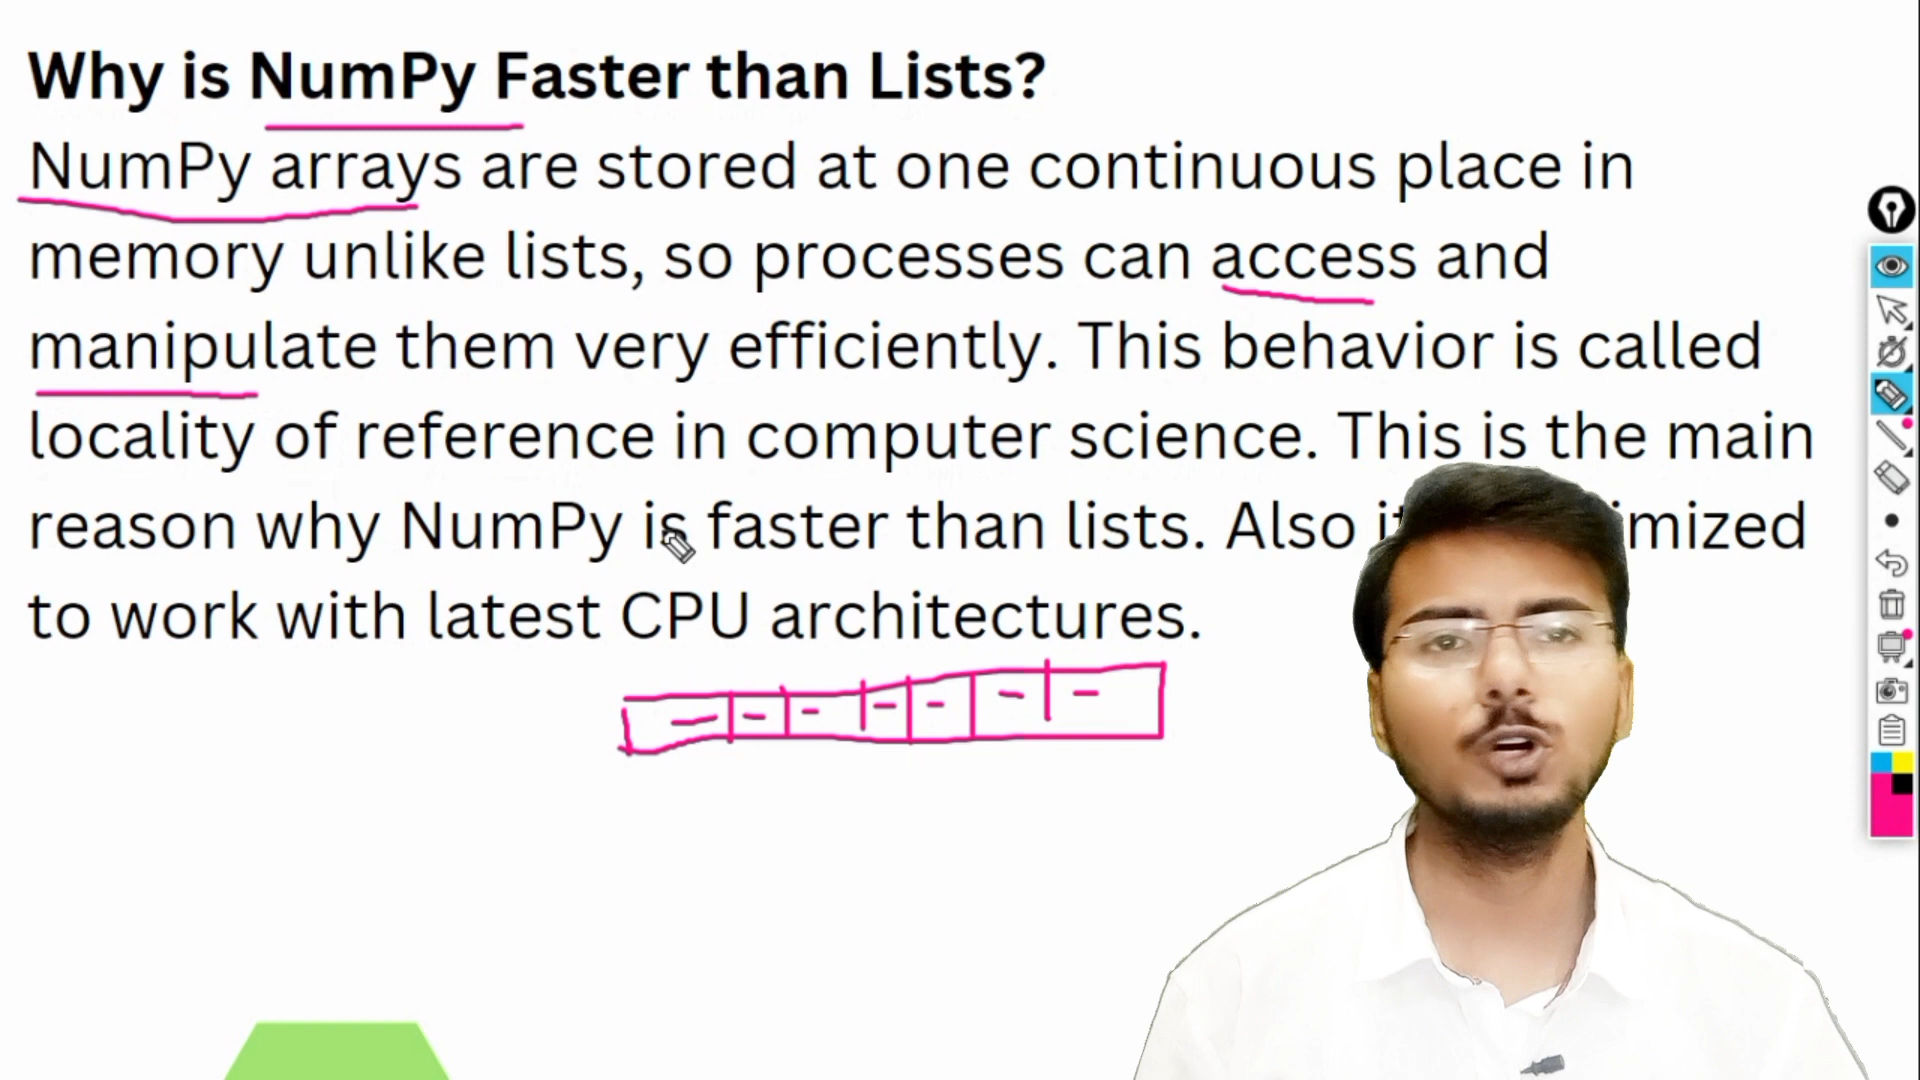 Why is NumPy Faster than Lists?
NumPy arrays are stored at one continuous place in
memory unlike lists, so processes can access and
manipulate them very efficiently. This behavior is called
locality of reference in computer science. This is the main
reason why NumPy is faster than lists. Also imized
to work with latest CPU architectures.